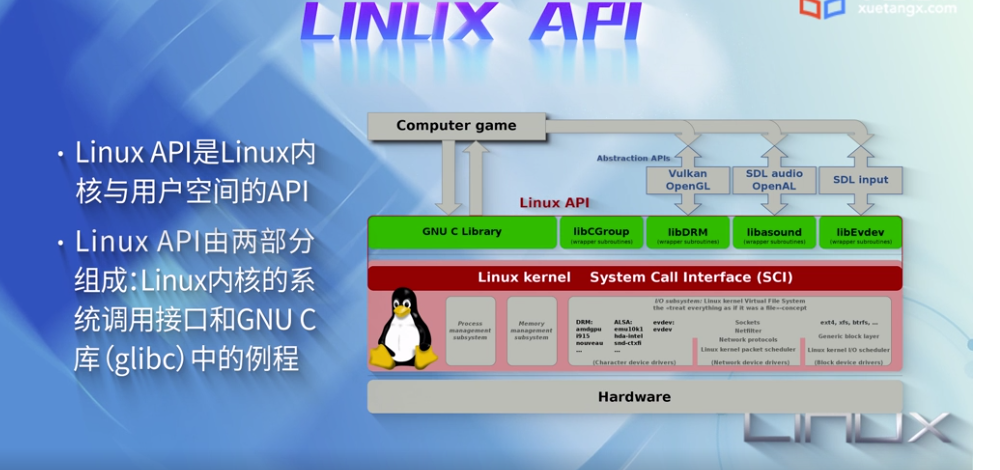 LINUX API
xuetangx.com
· Linux API是Linux内
核与用户空间的API
· Linux API由两部分
组成:Linux内核的系
统调用接口和GNU C
库(glibc)中的例程
Computer game
Abstraction APIs
Vulkan
OpenGL
SDL audio
OpenAL
SDL input
Linux API
GNU C Library
libCGroup
(wrapper subroutines)
libDRM
(wrapper subroutines)
libasound
(wrapper subroutines)
libEvdev
(wrapper subroutines)
Linux kernel System Call Interface (SCI)
Process
management
subsystem
Memory
management
subsystem
I/O subsystem: Linux kernel Virtual File System
the »treat everything as if it was a file«-concept
DRM:
amdgpu
i915
nouveau
...
ALSA:
emu10k1
hda-intel
snd-ctxfi
...
evdev:
evdev
(Character device drivers)
Sockets
Netfilter
Network protocols
Linux kernel packet scheduler
(Network device drivers)
ext4, xfs, btrfs, ...
Generic block layer
Linux kernel I/O scheduler
(Block device drivers)
Hardware
LINUX